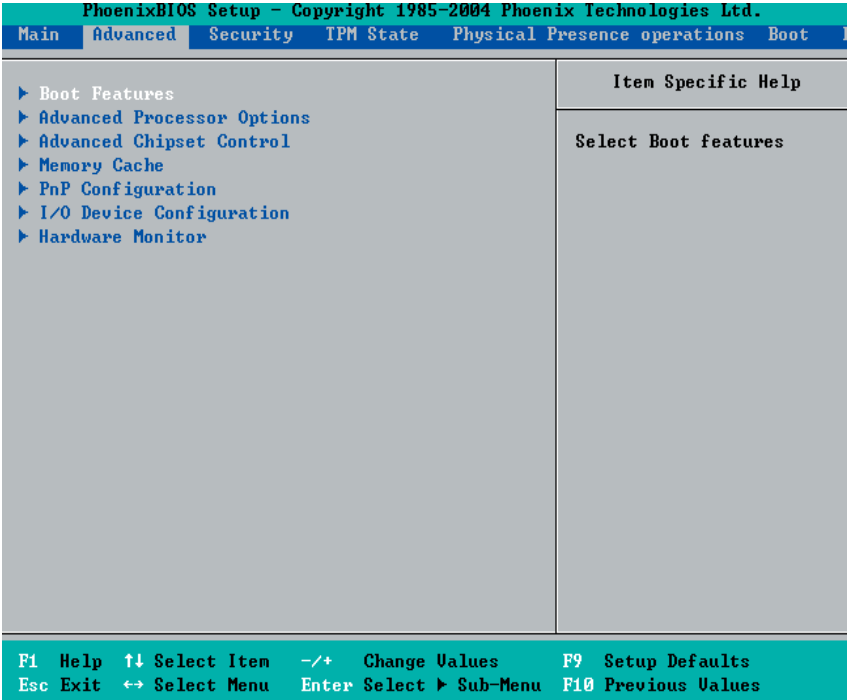 PhoenixBIOS Setup - Copyright 1985-2004 Phoenix Technologies Ltd.
Main Advanced Security TPM State Physical Presence operations Boot
Item Specific Help
▶ Boot Features
▶ Advanced Processor Options
▶ Advanced Chipset Control
▶ Memory Cache
▶ PnP Configuration
▶ I/O Device Configuration
▶ Hardware Monitor
Select Boot features
F1 Help ↑↓ Select Item -/+ Change Values F9 Setup Defaults
Esc Exit ↔ Select Menu Enter Select ▶ Sub-Menu F10 Previous Values